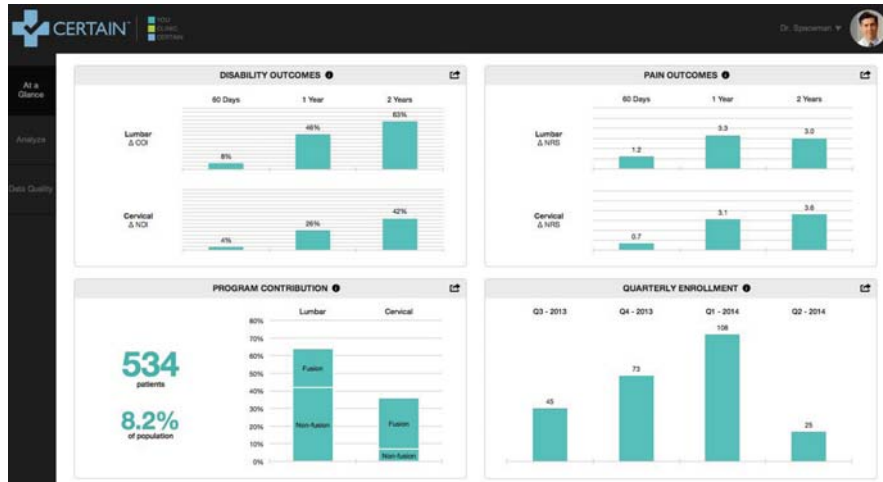 CERTAIN™
YOU
CLINIC
CERTAIN
Dr. Spaceman
At a
Glance
Analyze
Data Quality
DISABILITY OUTCOMES
60 Days
1 Year
2 Years
Lumbar
Δ ODI
8%
46%
63%
Cervical
Δ NDI
4%
26%
42%
PAIN OUTCOMES
60 Days
1 Year
2 Years
Lumbar
Δ NRS
1.2
3.3
3.0
Cervical
Δ NRS
0.7
3.1
3.6
PROGRAM CONTRIBUTION
534
patients
8.2%
of population
Lumbar
Cervical
80%
70%
60%
50%
40%
30%
20%
10%
0%
Fusion
Non-fusion
Fusion
Non-fusion
QUARTERLY ENROLLMENT
Q3 - 2013
Q4 - 2013
Q1 - 2014
Q2 - 2014
45
73
108
25